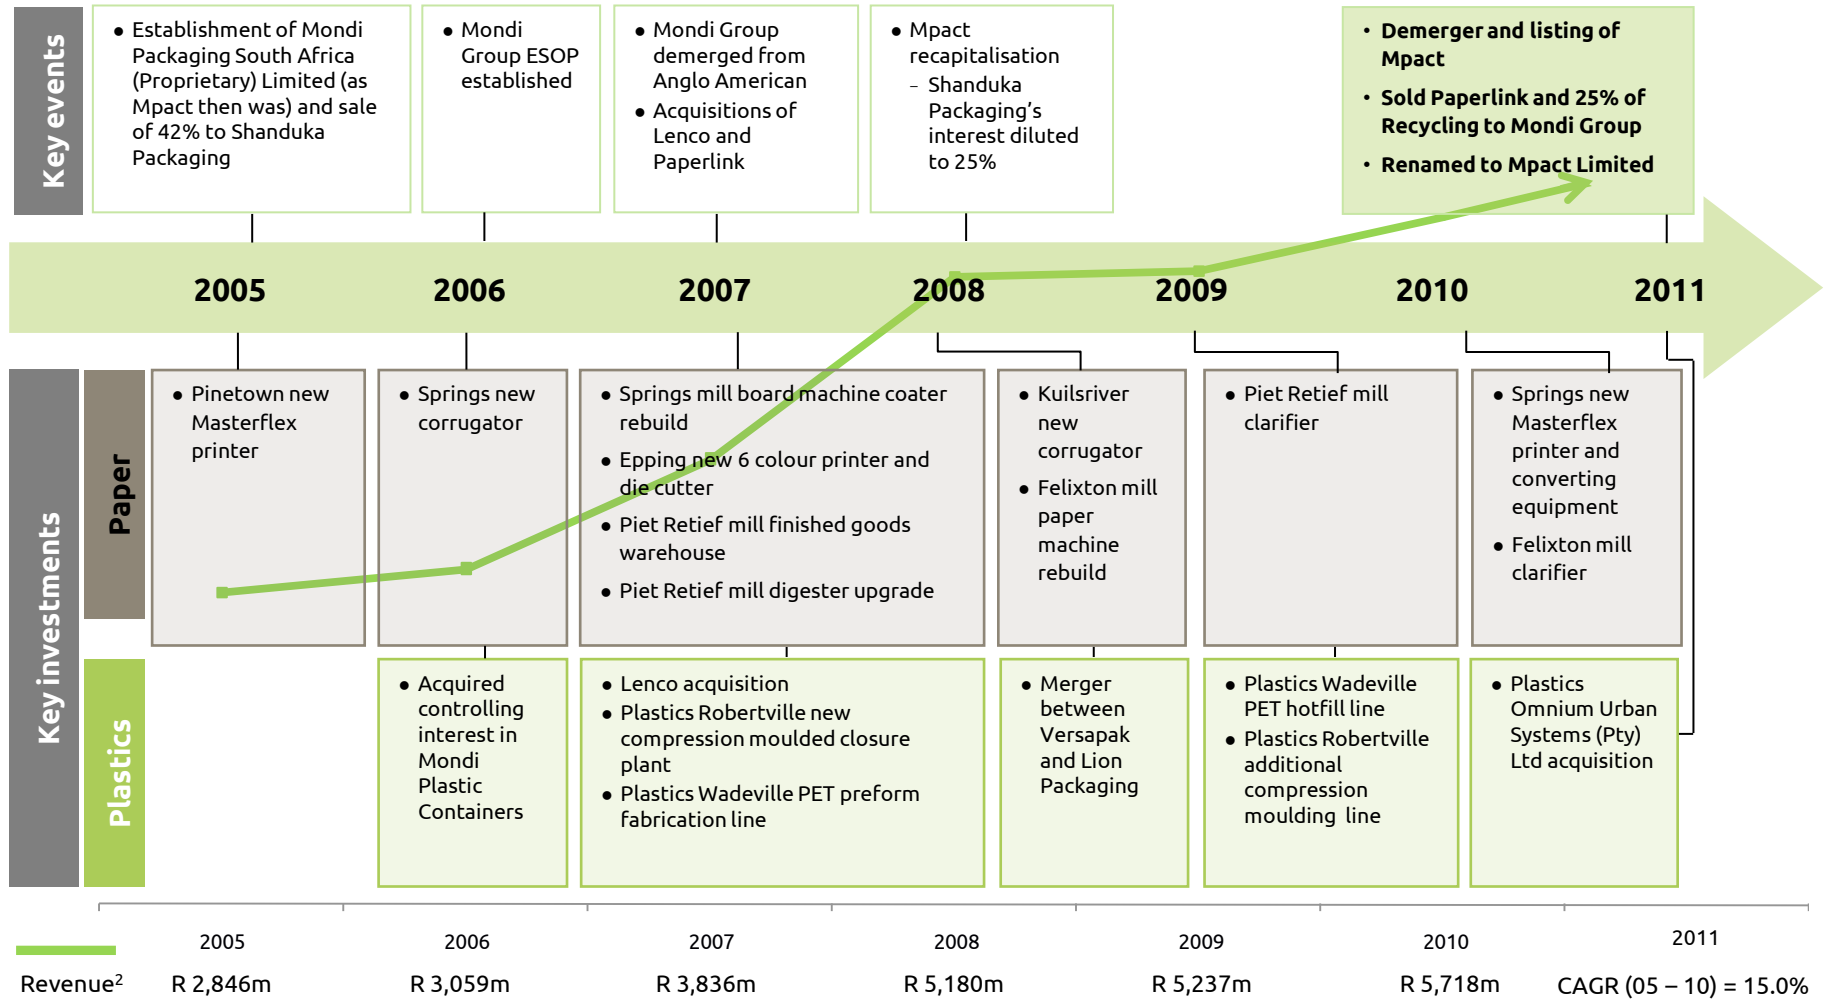 Key events
● Establishment of Mondi
Packaging South Africa
(Proprietary) Limited (as
Mpact then was) and sale
of 42% to Shanduka
Packaging
● Mondi
Group ESOP
established
● Mondi Group
demerged from
Anglo American
● Acquisitions of
Lenco and
Paperlink
● Mpact
recapitalisation
– Shanduka
Packaging’s
interest diluted
to 25%
• Demerger and listing of
Mpact
• Sold Paperlink and 25% of
Recycling to Mondi Group
• Renamed to Mpact Limited
2005 2006 2007 2008 2009 2010 2011
Key investments
Paper
● Pinetown new
Masterflex
printer
● Springs new
corrugator
● Springs mill board machine coater
rebuild
● Epping new 6 colour printer and
die cutter
● Piet Retief mill finished goods
warehouse
● Piet Retief mill digester upgrade
● Kuilsriver
new
corrugator
● Felixton mill
paper
machine
rebuild
● Piet Retief mill
clarifier
● Springs new
Masterflex
printer and
converting
equipment
● Felixton mill
clarifier
Plastics
● Acquired
controlling
interest in
Mondi
Plastic
Containers
● Lenco acquisition
● Plastics Robertville new
compression moulded closure
plant
● Plastics Wadeville PET preform
fabrication line
● Merger
between
Versapak
and Lion
Packaging
● Plastics Wadeville
PET hotfill line
● Plastics Robertville
additional
compression
moulding line
● Plastics
Omnium Urban
Systems (Pty)
Ltd acquisition
2005 2006 2007 2008 2009 2010 2011
Revenue² R 2,846m R 3,059m R 3,836m R 5,180m R 5,237m R 5,718m CAGR (05 – 10) = 15.0%